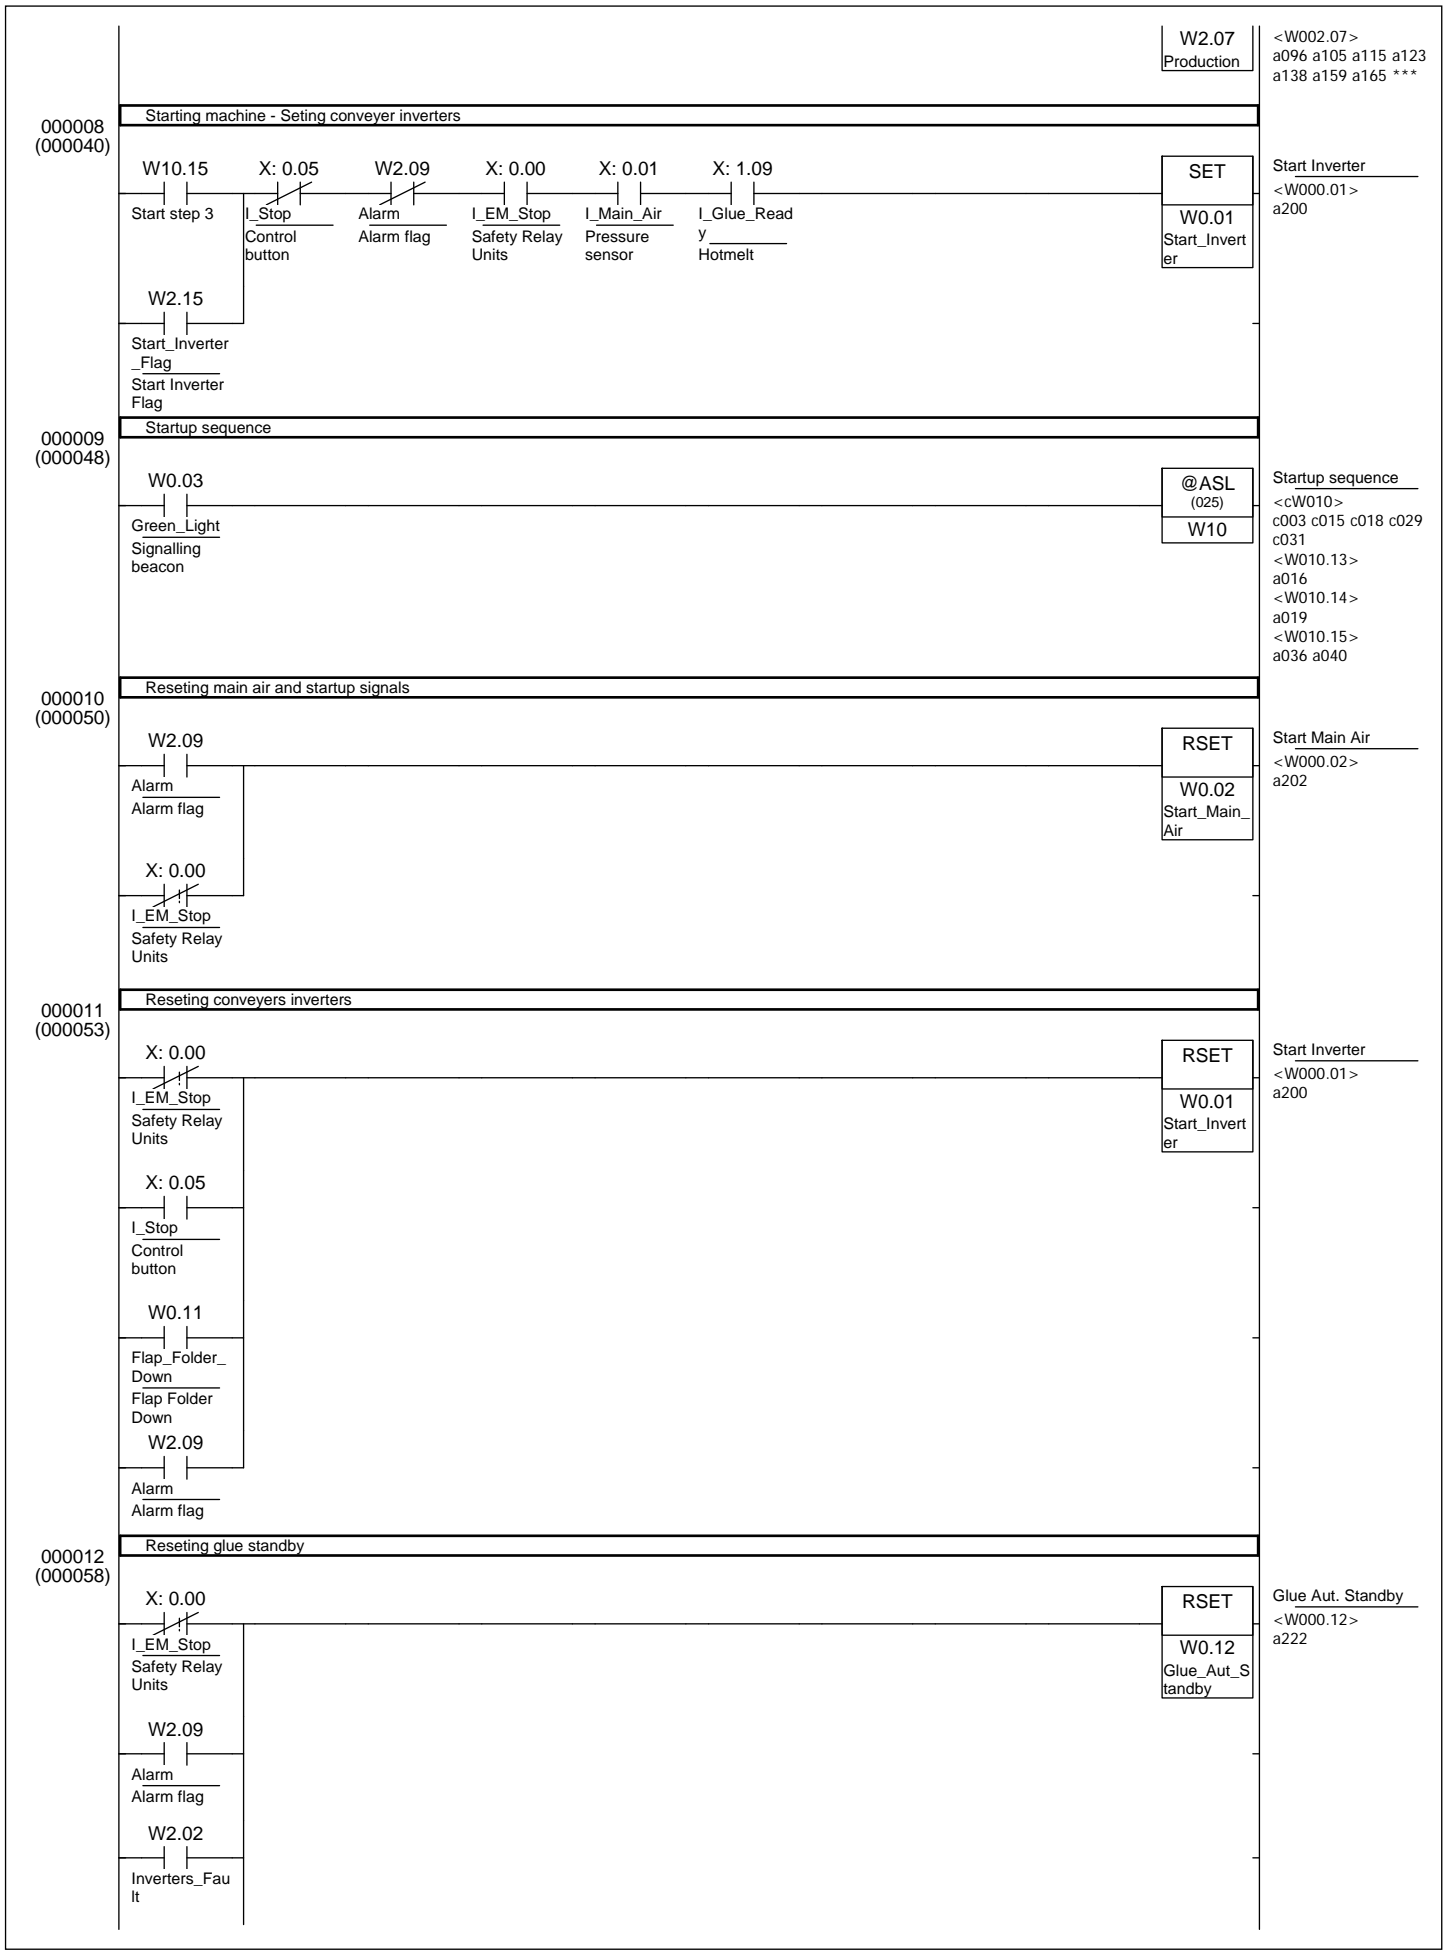 W2.07
Production
<W002.07>
a096 a105 a115 a123
a138 a159 a165 ***
000008
(000040)
Starting machine - Seting conveyer inverters
W10.15
Start step 3
X: 0.05
I_Stop
Control
button
W2.09
Alarm
Alarm flag
X: 0.00
I_EM_Stop
Safety Relay
Units
X: 0.01
I_Main_Air
Pressure
sensor
X: 1.09
I_Glue_Read
y
Hotmelt
SET
W0.01
Start_Invert
er
Start Inverter
<W000.01>
a200
W2.15
Start_Inverter
_Flag
Start Inverter
Flag
000009
(000048)
Startup sequence
W0.03
Green_Light
Signalling
beacon
@ASL
(025)
W10
Startup sequence
<cW010>
c003 c015 c018 c029
c031
<W010.13>
a016
<W010.14>
a019
<W010.15>
a036 a040
000010
(000050)
Reseting main air and startup signals
W2.09
Alarm
Alarm flag
RSET
W0.02
Start_Main_
Air
Start Main Air
<W000.02>
a202
X: 0.00
I_EM_Stop
Safety Relay
Units
000011
(000053)
Reseting conveyers inverters
X: 0.00
I_EM_Stop
Safety Relay
Units
RSET
W0.01
Start_Invert
er
Start Inverter
<W000.01>
a200
X: 0.05
I_Stop
Control
button
W0.11
Flap_Folder_
Down
Flap Folder
Down
W2.09
Alarm
Alarm flag
000012
(000058)
Reseting glue standby
X: 0.00
I_EM_Stop
Safety Relay
Units
RSET
W0.12
Glue_Aut_S
tandby
Glue Aut. Standby
<W000.12>
a222
W2.09
Alarm
Alarm flag
W2.02
Inverters_Fau
lt